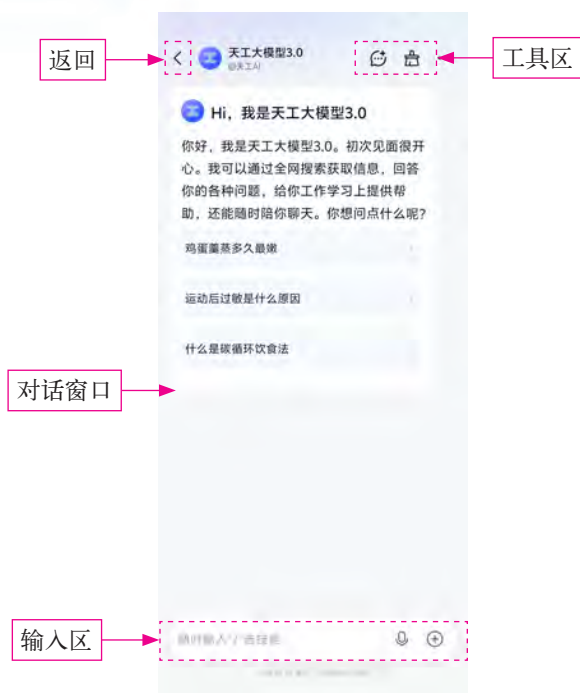 返回
天工大模型3.0
@天工AI
工具区
Hi，我是天工大模型3.0
你好，我是天工大模型3.0。初次见面很开
心。我可以通过全网搜索获取信息，回答
你的各种问题，给你工作学习上提供帮
助，还能随时陪你聊天。你想问点什么呢?
鸡蛋羹蒸多久最嫩
运动后过敏是什么原因
什么是碳循环饮食法
对话窗口
输入区